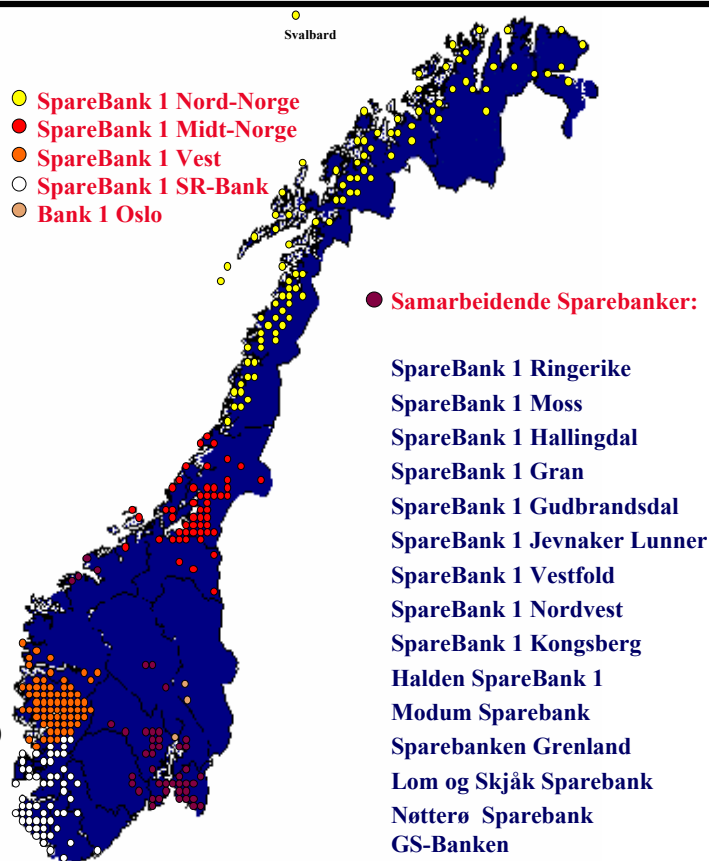 Svalbard
SpareBank 1 Nord-Norge
SpareBank 1 Midt-Norge
SpareBank 1 Vest
SpareBank 1 SR-Bank
Bank 1 Oslo
Samarbeidende Sparebanker:
SpareBank 1 Ringerike
SpareBank 1 Moss
SpareBank 1 Hallingdal
SpareBank 1 Gran
SpareBank 1 Gudbrandsdal
SpareBank 1 Jevnaker Lunner
SpareBank 1 Vestfold
SpareBank 1 Nordvest
SpareBank 1 Kongsberg
Halden SpareBank 1
Modum Sparebank
Sparebanken Grenland
Lom og Skjåk Sparebank
Nøtterø Sparebank
GS-Banken